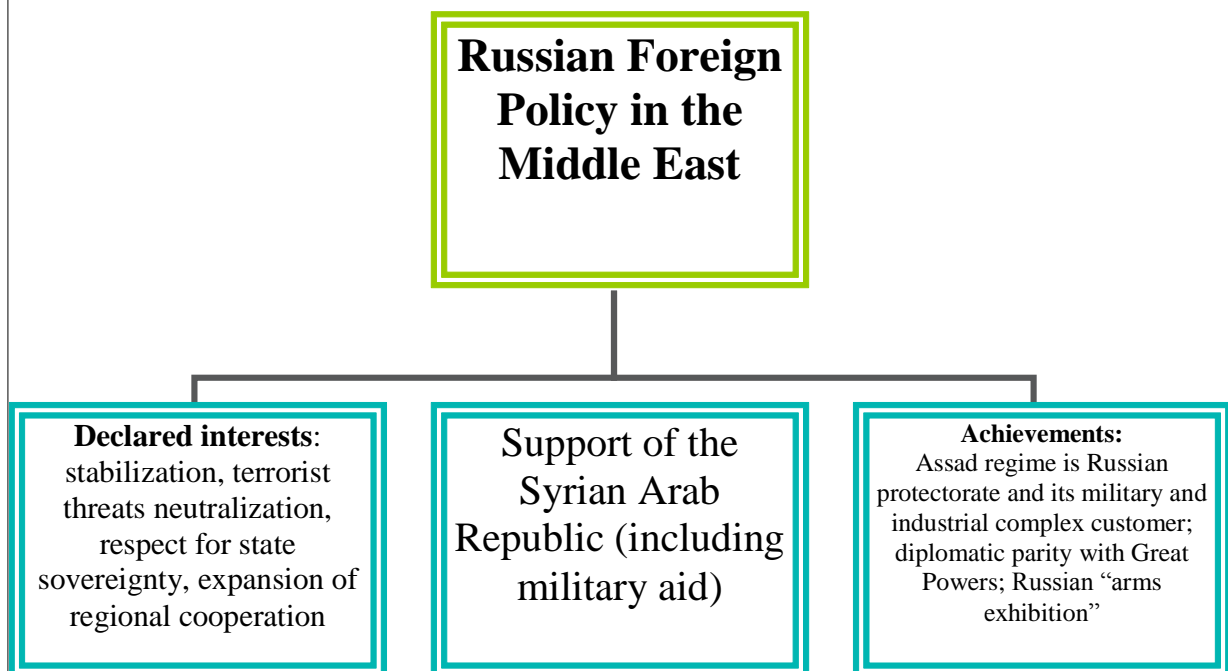 Russian Foreign
Policy in the
Middle East
Declared interests:
stabilization, terrorist
threats neutralization,
respect for state
sovereignty, expansion of
regional cooperation
Support of the
Syrian Arab
Republic (including
military aid)
Achievements:
Assad regime is Russian
protectorate and its military and
industrial complex customer;
diplomatic parity with Great
Powers; Russian “arms
exhibition”